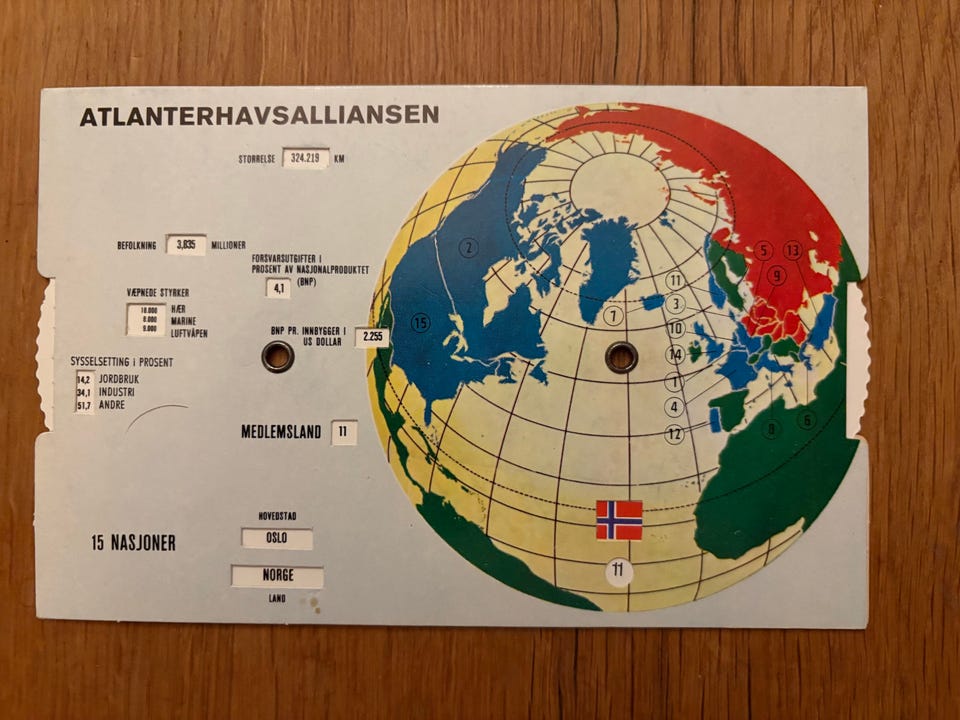 ATLANTERHAVSALLIANSEN
STORRELSE 324.219 KM
BEFOLKNING 3,835 MILLIONER
FORSVARSUTGIFTER I
PROSENT AV NASJONALPRODUKTET
(BNP)
4,1
VÆPNEDE STYRKER
18.000 HÆR
8.000 MARINE
9.000 LUFTVÅPEN
BNP PR. INNBYGGER I
US DOLLAR 2.255
SYSSELSETTING I PROSENT
14,2 JORDBRUK
34,1 INDUSTRI
51,7 ANDRE
MEDLEMSLAND 11
15 NASJONER
HOVEDSTAD
OSLO
NORGE
LAND
2
15
5
13
9
11
3
7
10
14
1
4
12
8
6
11